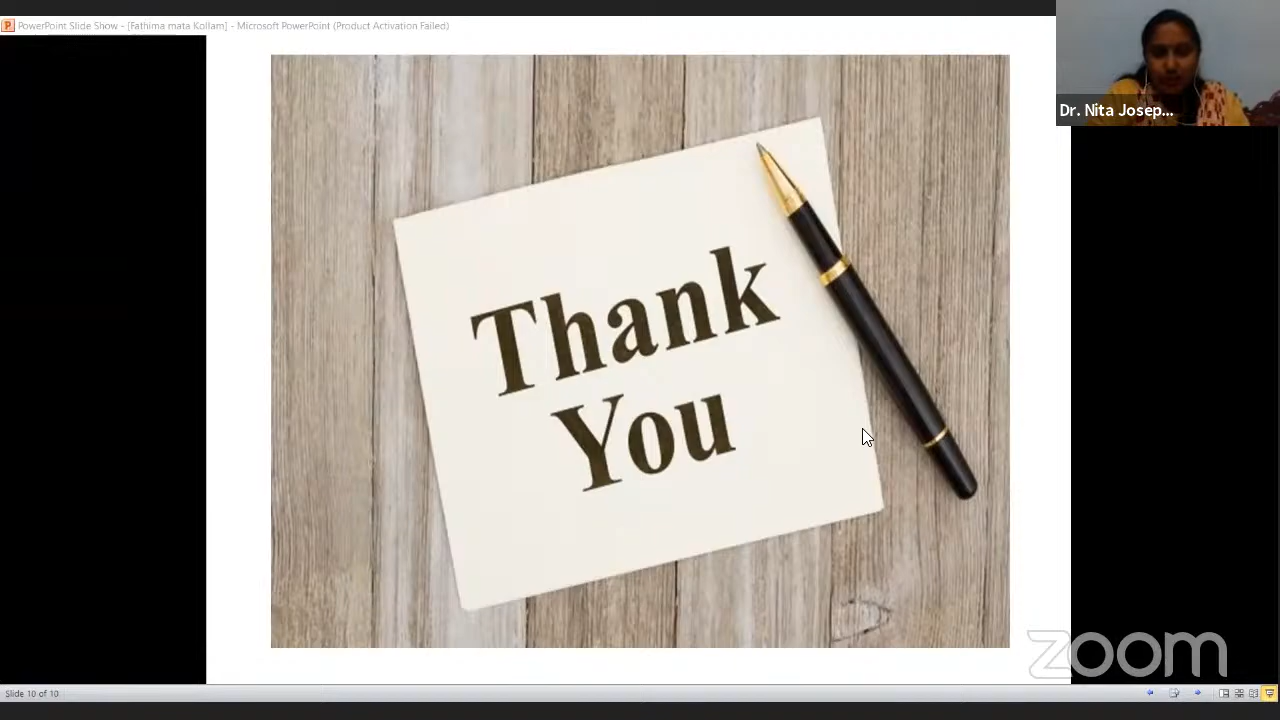 PowerPoint Slide Show - [Fathima mata Kollam] - Microsoft PowerPoint (Product Activation Failed)
Dr. Nita Josep...
Thank
You
zoom
Slide 10 of 10